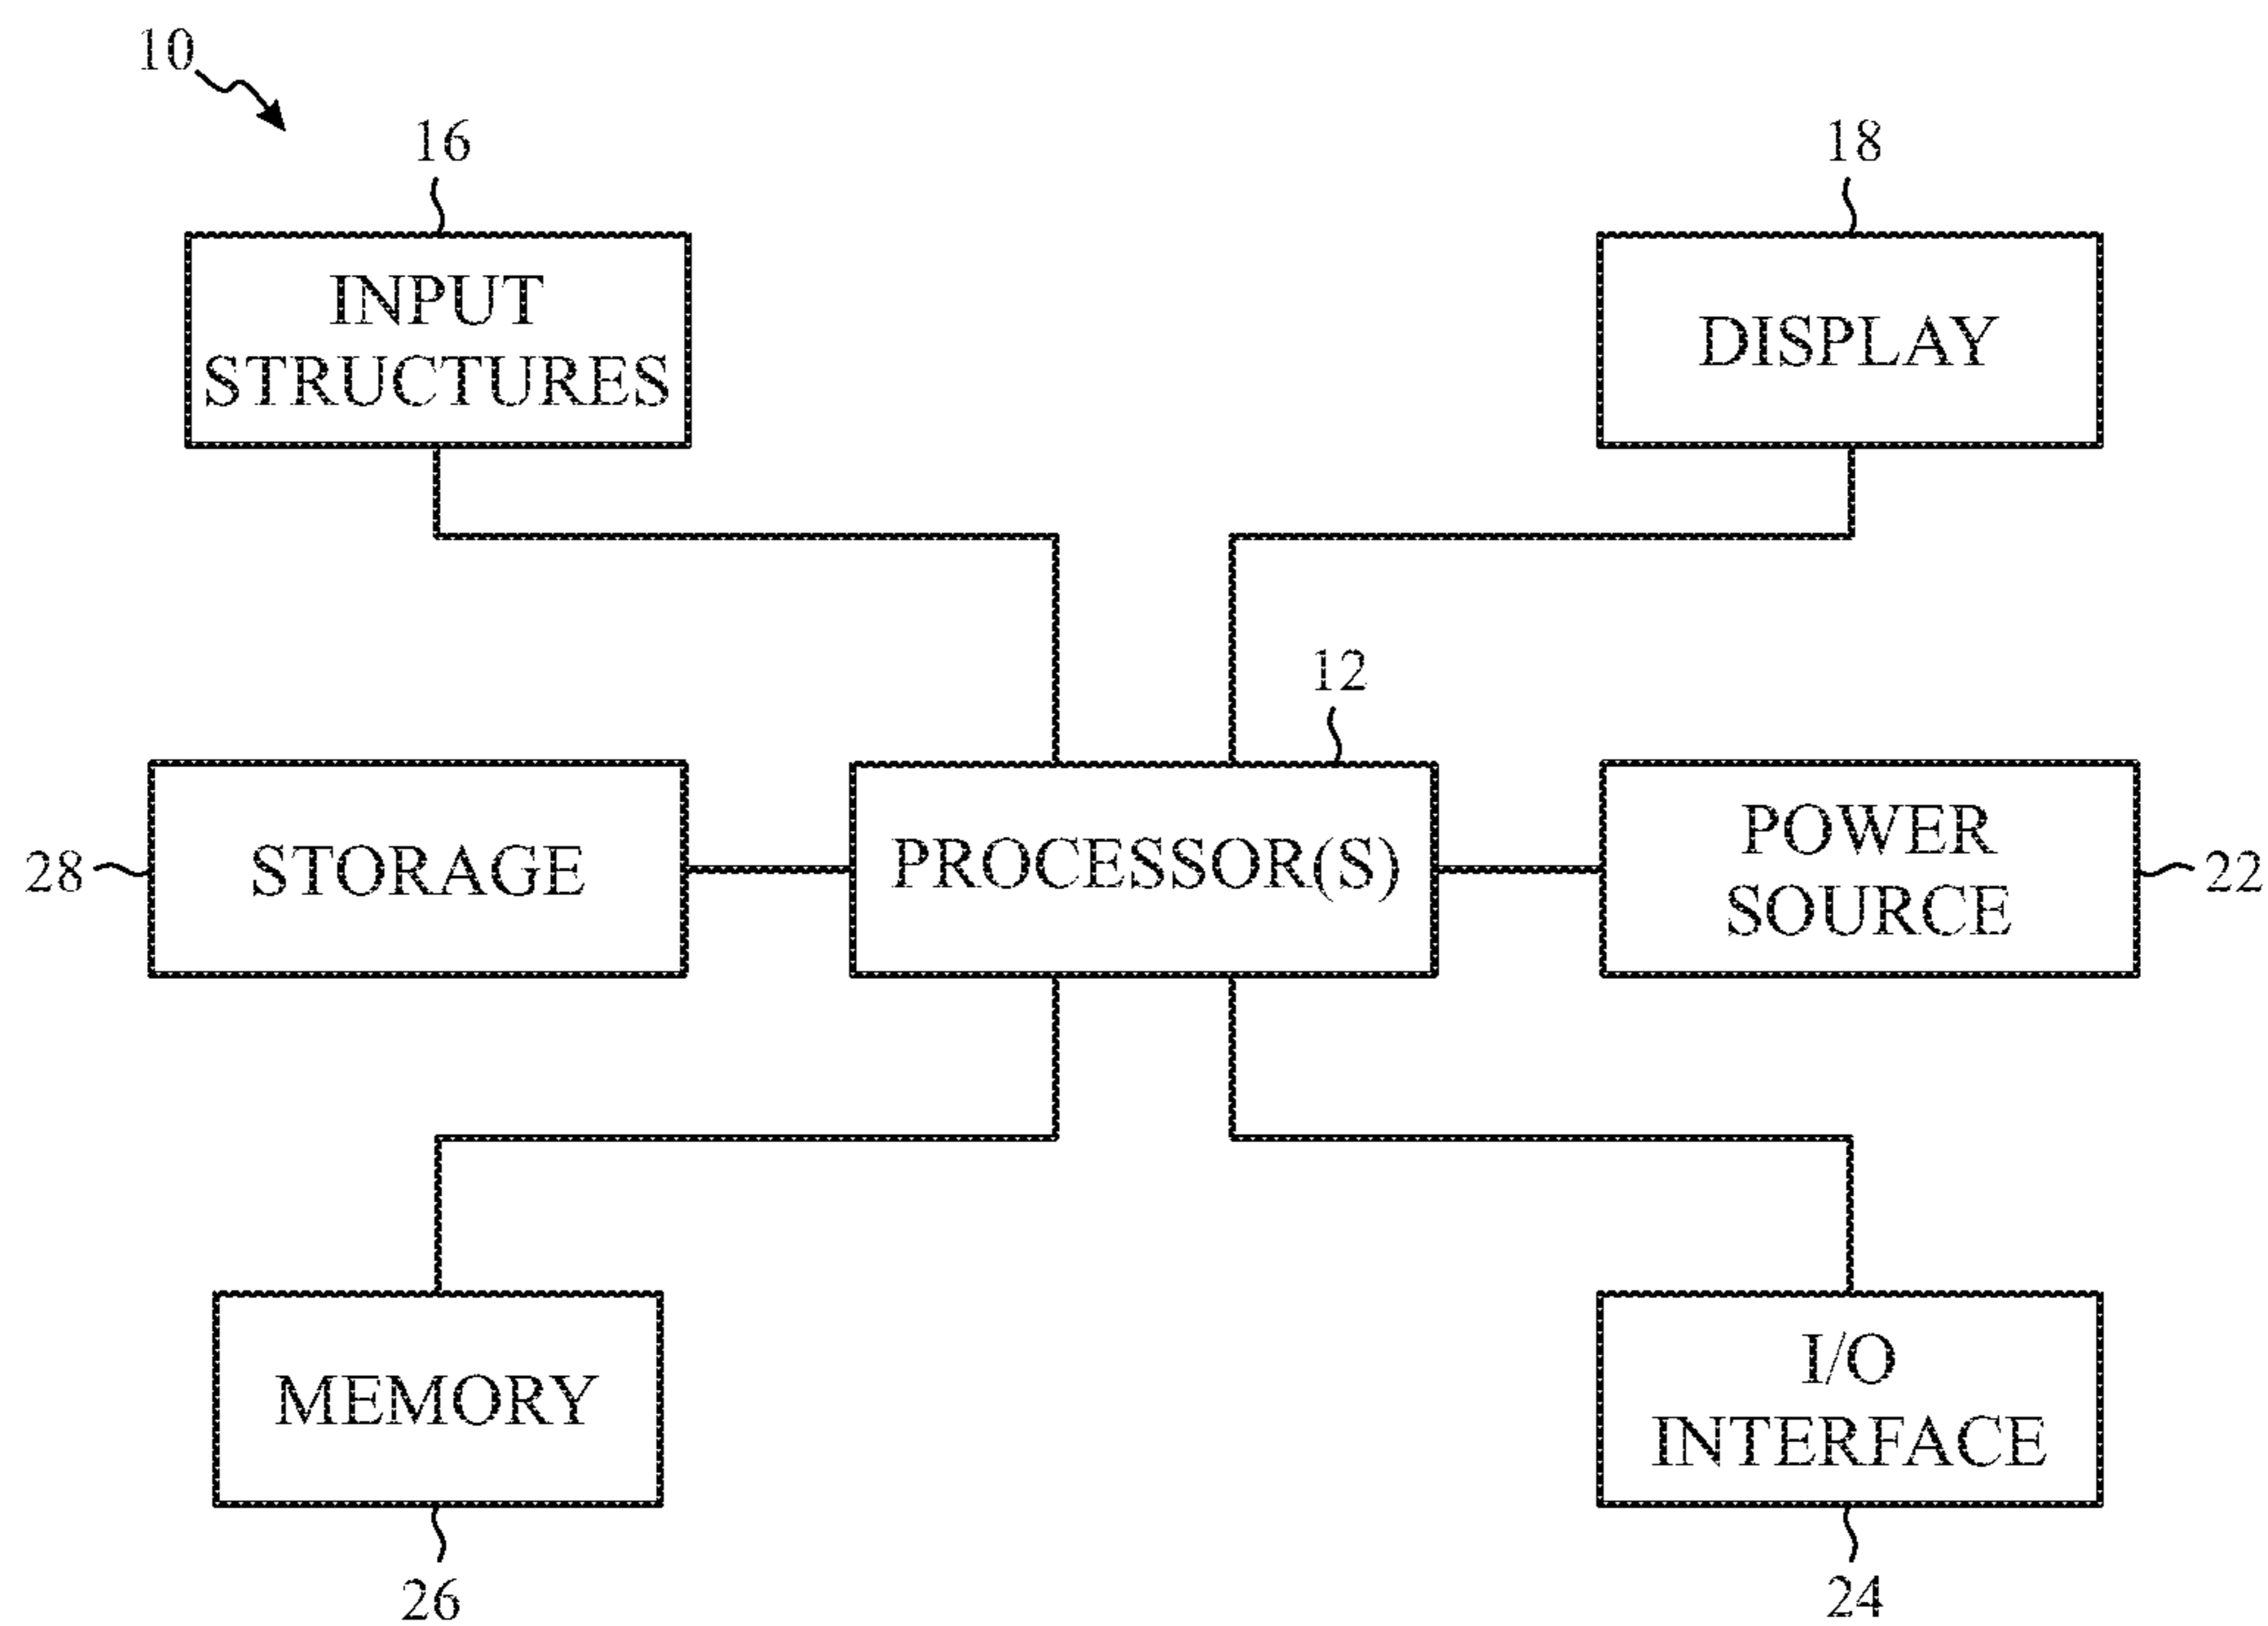 10
16
18
INPUT
STRUCTURES
DISPLAY
12
28
STORAGE
PROCESSOR(S)
POWER
SOURCE
22
MEMORY
I/O
INTERFACE
26
24